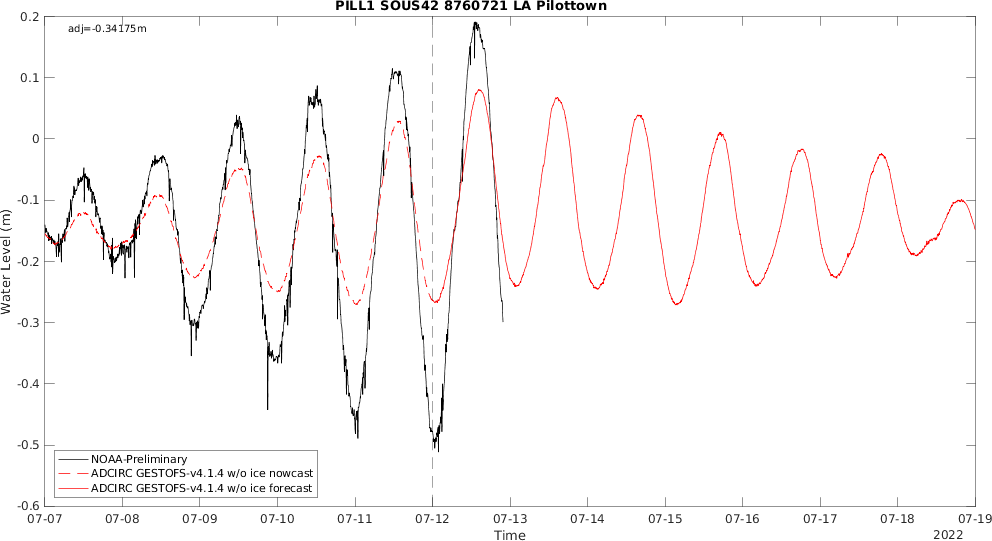 PILL1 SOUS42 8760721 LA Pilottown
adj=-0.34175m
Water Level (m)
0.2
0.1
0
-0.1
-0.2
-0.3
-0.4
-0.5
-0.6
NOAA-Preliminary
ADCIRC GESTOFS-v4.1.4 w/o ice nowcast
ADCIRC GESTOFS-v4.1.4 w/o ice forecast
07-07 07-08 07-09 07-10 07-11 07-12 07-13 07-14 07-15 07-16 07-17 07-18 07-19
Time
2022